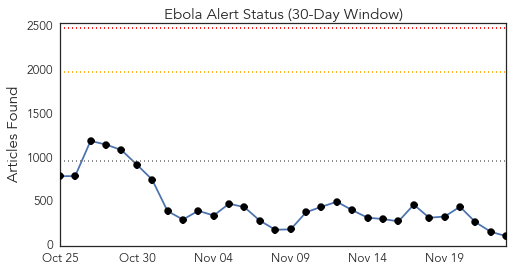 Ebola Alert Status (30-Day Window)
Articles Found
2500
2000
1500
1000
500
0
Oct 25 Oct 30 Nov 04 Nov 09 Nov 14 Nov 19